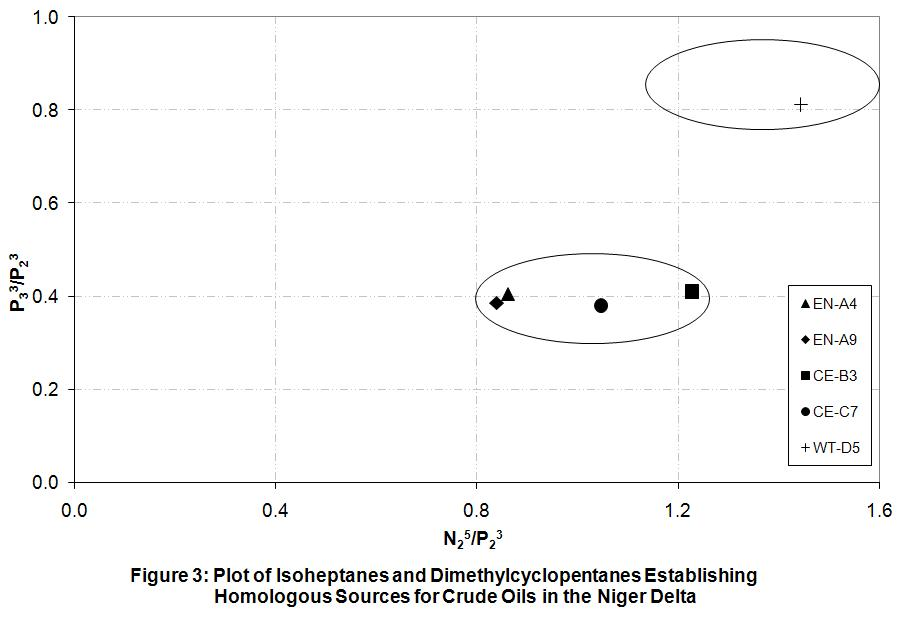 1.0
0.8
0.6
0.4
0.2
0.0
P₃³/P₂³
EN-A4
EN-A9
CE-B3
CE-C7
WT-D5
0.0 0.4 0.8 1.2 1.6
N₂⁵/P₂³
Figure 3: Plot of Isoheptanes and Dimethylcyclopentanes Establishing
Homologous Sources for Crude Oils in the Niger Delta